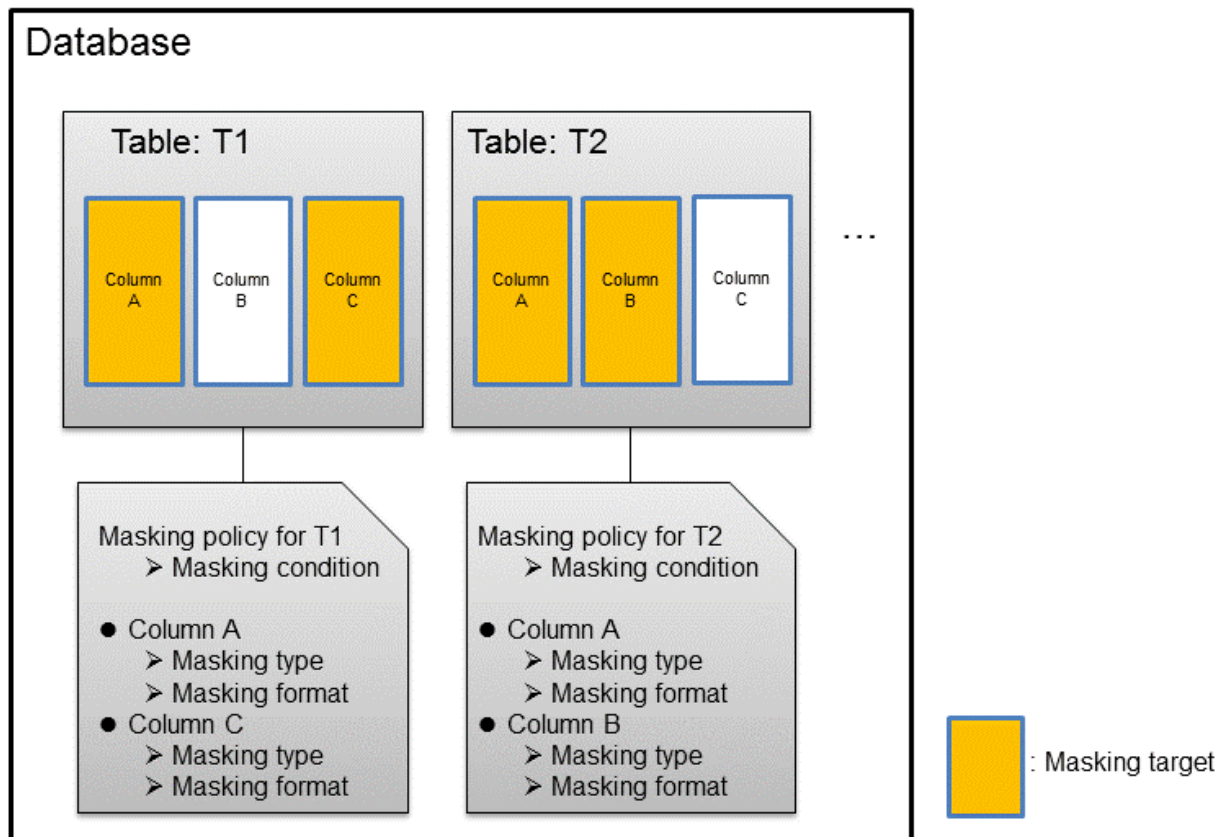 Database
Table: T1
Column
A
Column
B
Column
C
Table: T2
Column
A
Column
B
Column
C
...
Masking policy for T1
➢ Masking condition
● Column A
➢ Masking type
➢ Masking format
● Column C
➢ Masking type
➢ Masking format
Masking policy for T2
➢ Masking condition
● Column A
➢ Masking type
➢ Masking format
● Column B
➢ Masking type
➢ Masking format
: Masking target